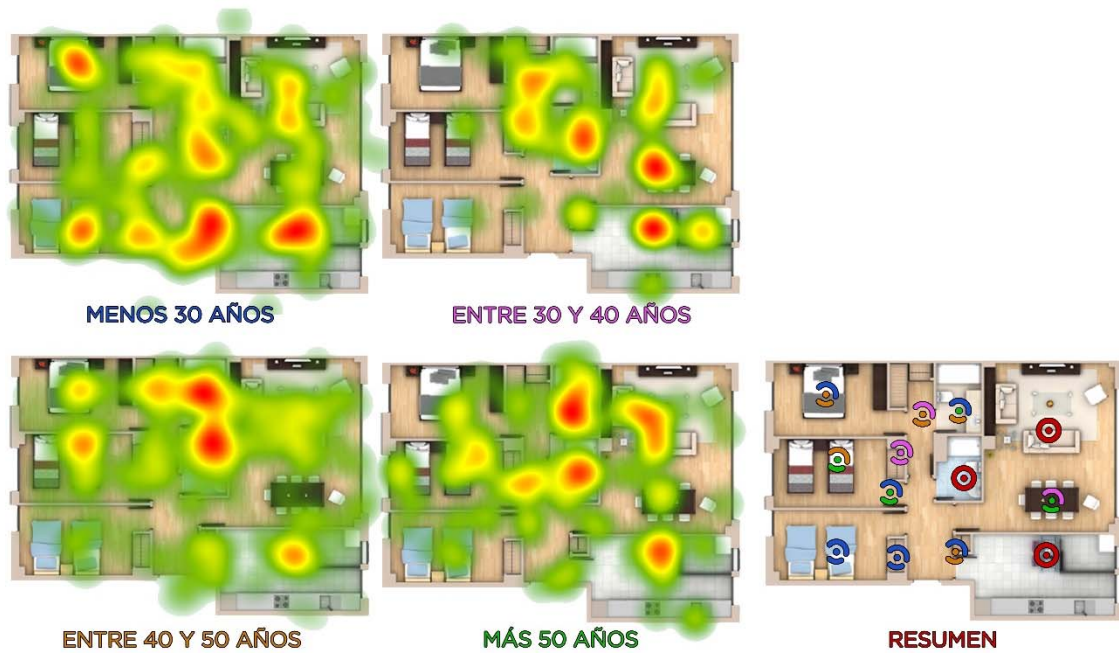 MENOS 30 AÑOS
ENTRE 30 Y 40 AÑOS
ENTRE 40 Y 50 AÑOS
MÁS 50 AÑOS
RESUMEN